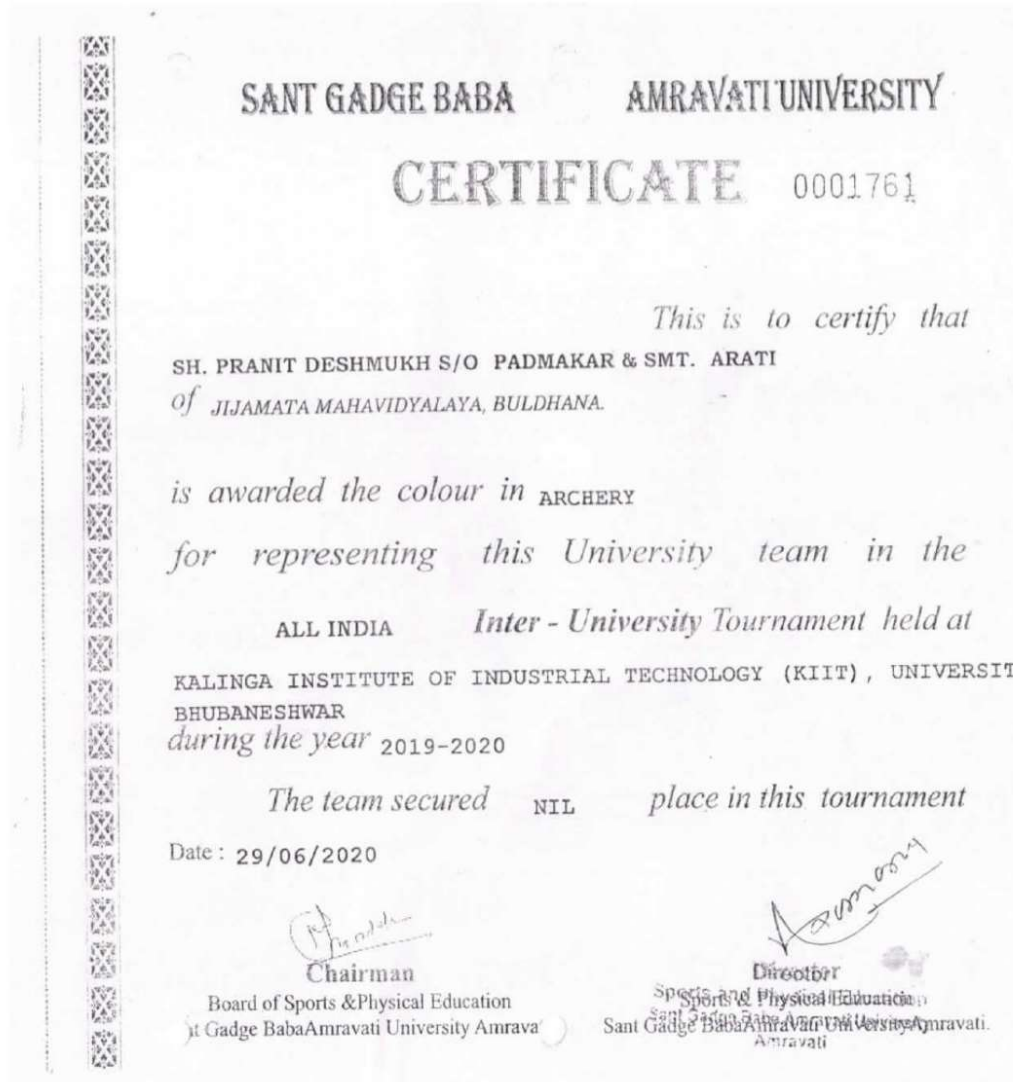 SANT GADGE BABA AMRAVATI UNIVERSITY
CERTIFICATE 0001761
This is to certify that
SH. PRANIT DESHMUKH S/O PADMAKAR & SMT. ARATI
of JIJAMATA MAHAVIDYALAYA, BULDHANA.
is awarded the colour in ARCHERY
for representing this University team in the
ALL INDIA Inter - University Tournament held at
KALINGA INSTITUTE OF INDUSTRIAL TECHNOLOGY (KIIT), UNIVERSIT
BHUBANESHWAR
during the year 2019-2020
The team secured NIL place in this tournament
Date : 29/06/2020
Chairman Director
Board of Sports &Physical Education Sports & Physical Education
t Gadge BabaAmravati University Amrava Sant Gadge BabaAmravati University Amravati.
Amravati